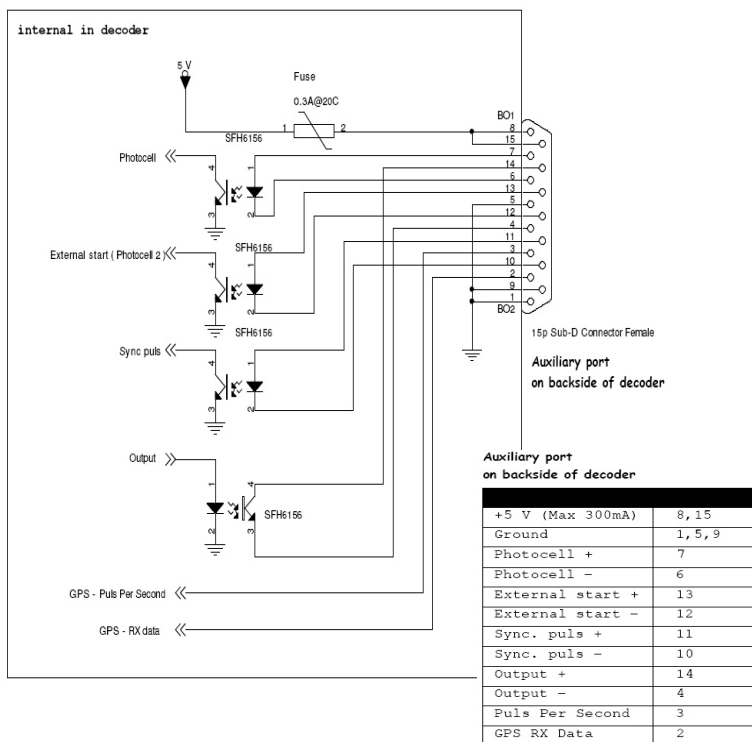 internal in decoder
5 V
Fuse
0.3A@20C
1
2
SFH6156
BO1
8
15
7
14
6
13
5
12
4
11
3
10
2
9
1
BO2
Photocell
4
3
1
2
SFH6156
External start ( Photocell 2 )
4
3
1
2
SFH6156
Sync puls
4
3
1
2
15p Sub-D Connector Female
Auxiliary port
on backside of decoder
Output
1
2
4
3
SFH6156
GPS - Puls Per Second
GPS - RX data
Auxiliary port
on backside of decoder
+5 V (Max 300mA) 8,15
Ground 1,5,9
Photocell + 7
Photocell - 6
External start + 13
External start - 12
Sync. puls + 11
Sync. puls - 10
Output + 14
Output - 4
Puls Per Second 3
GPS RX Data 2